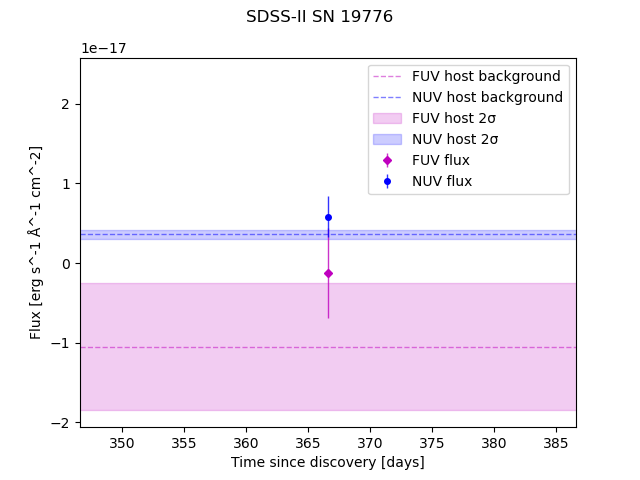 SDSS-II SN 19776
1e−17
FUV host background
NUV host background
FUV host 2σ
NUV host 2σ
FUV flux
NUV flux
2
1
0
−1
−2
Flux [erg s^-1 Å^-1 cm^-2]
350 355 360 365 370 375 380 385
Time since discovery [days]